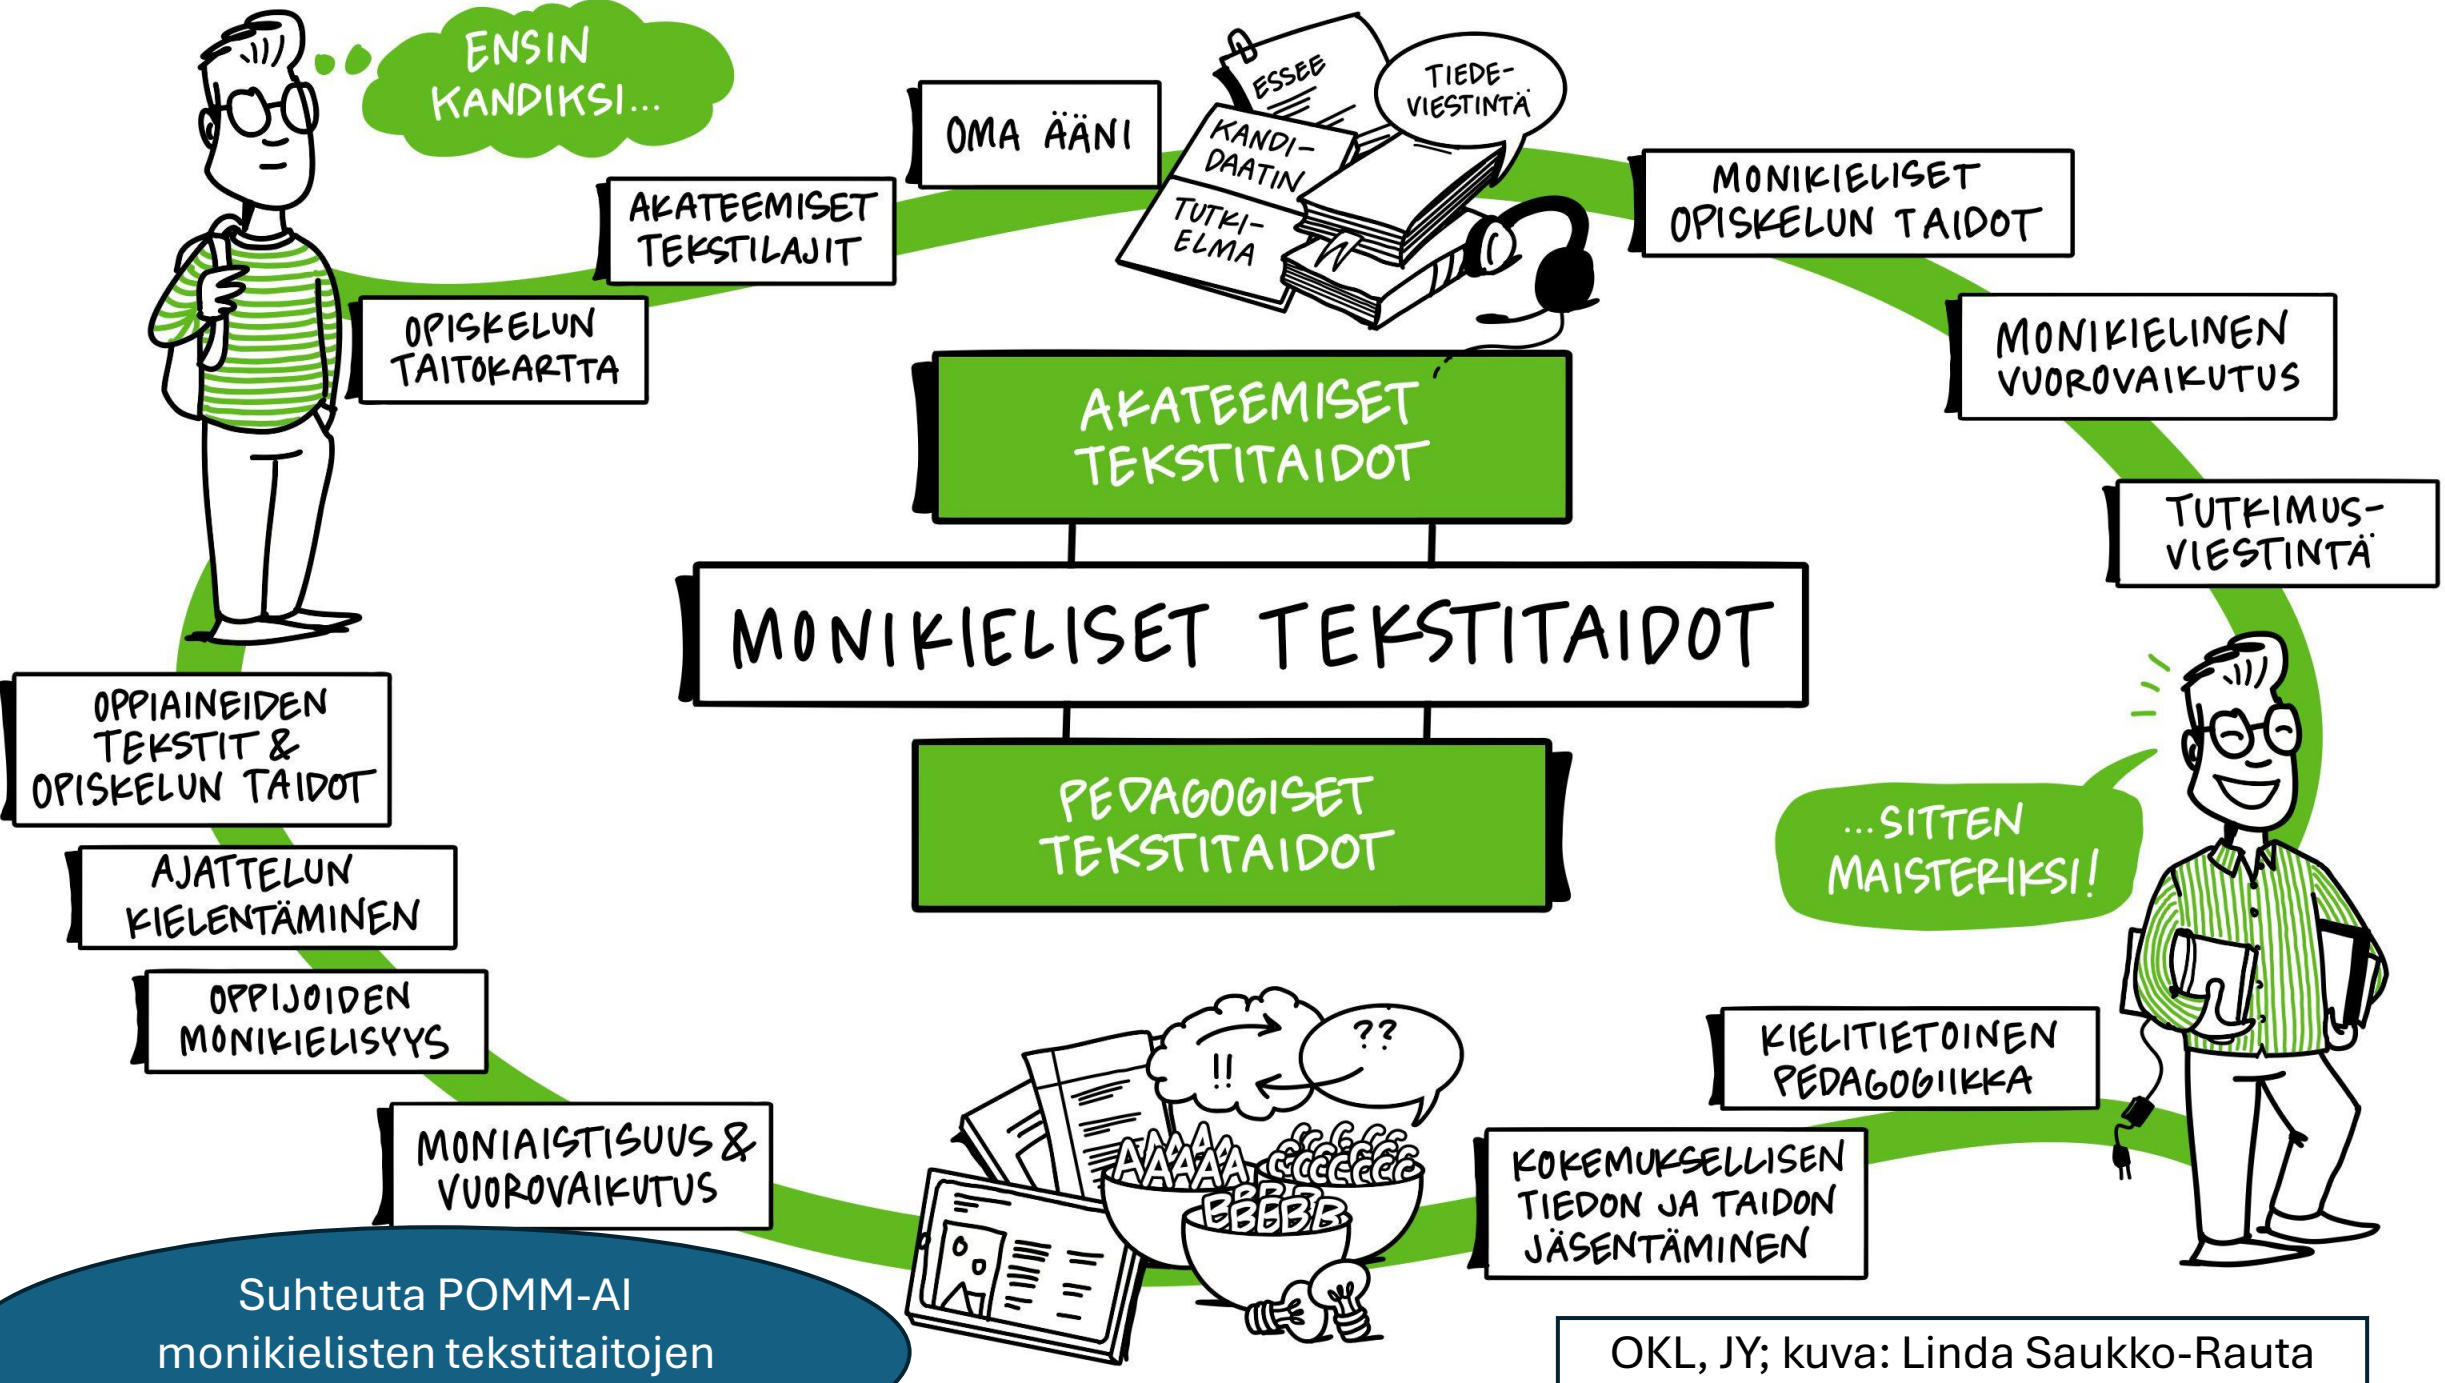 ENSIN
KANDIKSI...
OPISKELUN
TAITOKARTTA
AKATEEMISET
TEKSTILAJIT
OMA ÄÄNI
ESSEE
KANDI-
DAATIN
TUTKI-
ELMA
TIEDE-
VIESTINTÄ
MONIKIELISET
OPISKELUN TAIDOT
MONIKIELINEN
VUOROVAIKUTUS
TUTKIMUS-
VIESTINTÄ
AKATEEMISET
TEKSTITAIDOT
MONIKIELISET TEKSTITAIDOT
PEDAGOGISET
TEKSTITAIDOT
...SITTEN
MAISTERIKSI!
OPPIAINEIDEN
TEKSTIT &
OPISKELUN TAIDOT
AJATTELUN
KIELENTÄMINEN
OPPIJOIDEN
MONIKIELISYYS
MONIAISTISUUS &
VUOROVAIKUTUS
!!
??
AAAA
AAAAA
CCCCCC
CCCCCCC
BBBB
BBBBB
KOKEMUKSELLISEN
TIEDON JA TAIDON
JÄSENTÄMINEN
KIELITIETOINEN
PEDAGOGIIKKA
Suhteuta POMM-AI
monikielisten tekstitaitojen
OKL, JY; kuva: Linda Saukko-Rauta